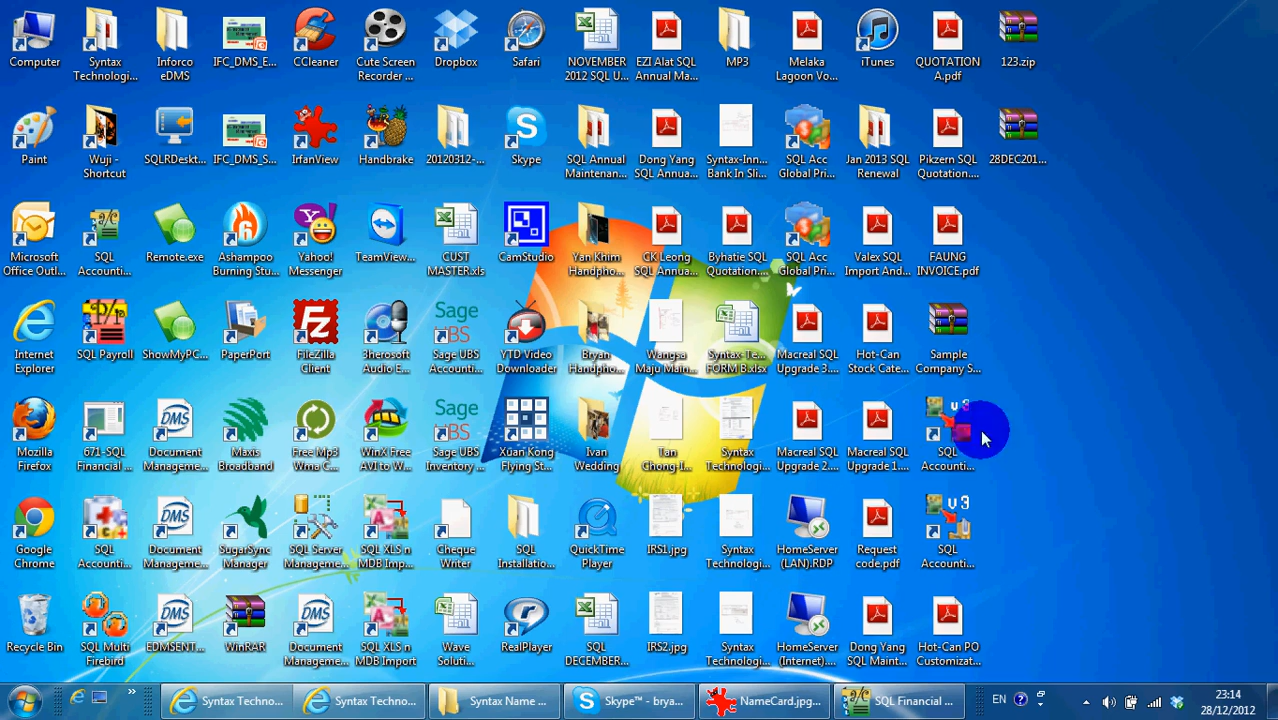 Computer
Syntax
Technologi...
Inforco
eDMS
IFC_DMS_E...
CCleaner
Cute Screen
Recorder ...
Dropbox
Safari
NOVEMBER
2012 SQL U...
EZI Alat SQL
Annual Ma...
MP3
Melaka
Lagoon Vo...
iTunes
QUOTATION
A.pdf
123.zip
Paint
Wuji -
Shortcut
SQLRDeskt...
IFC_DMS_S...
IrfanView
Handbrake
20120312-...
Skype
SQL Annual
Maintenan...
Dong Yang
SQL Annua...
Syntax-Inn...
Bank In Sli...
SQL Acc
Global Pri...
Jan 2013 SQL
Renewal
Pikzern SQL
Quotation....
28DEC201...
Microsoft
Office Outl...
SQL
Accounti...
Remote.exe
Ashampoo
Burning Stu...
Yahoo!
Messenger
TeamView...
CUST
MASTER.xls
CamStudio
Yan Khim
Handpho...
CK Leong
SQL Annua...
Byhatie SQL
Quotation....
SQL Acc
Global Pri...
Valex SQL
Import And...
FAUNG
INVOICE.pdf
Internet
Explorer
SQL Payroll
ShowMyPC...
PaperPort
FileZilla
Client
3herosoft
Audio E...
Sage
UBS
Sage UBS
Accounti...
YTD Video
Downloader
Bryan
Handpho...
Wangsa
Maju Main...
Syntax-Te...
FORM B.xlsx
Macreal SQL
Upgrade 3....
Hot-Can
Stock Cate...
Sample
Company S...
Mozilla
Firefox
671-SQL
Financial ...
DMS
Document
Manageme...
Maxis
Broadband
Free Mp3
Wma C...
WinX Free
AVI to W...
Sage
UBS
Sage UBS
Inventory ...
Xuan Kong
Flying St...
Ivan
Wedding
Tan
Chong-I...
Syntax
Technologi...
Macreal SQL
Upgrade 2....
Macreal SQL
Upgrade 1....
v3
SQL
Accounti...
Google
Chrome
SQL
Accounti...
DMS
Document
Manageme...
SugarSync
Manager
SQL Server
Manageme...
SQL XLS n
MDB Imp...
Cheque
Writer
SQL
Installatio...
QuickTime
Player
IRS1.jpg
Syntax
Technologi...
HomeServer
(LAN).RDP
Request
code.pdf
v3
SQL
Accounti...
Recycle Bin
SQL Multi
Firebird
DMS
EDMSENT...
WinRAR
DMS
Document
Manageme...
SQL XLS n
MDB Import
Wave
Soluti...
RealPlayer
SQL
DECEMBER...
IRS2.jpg
Syntax
Technologi...
HomeServer
(Internet)....
Dong Yang
SQL Maint...
Hot-Can PO
Customizat...
Syntax Techno...
Syntax Techno...
Syntax Name ...
Skype™ - brya...
NameCard.jpg...
SQL Financial ...
EN
23:14
28/12/2012